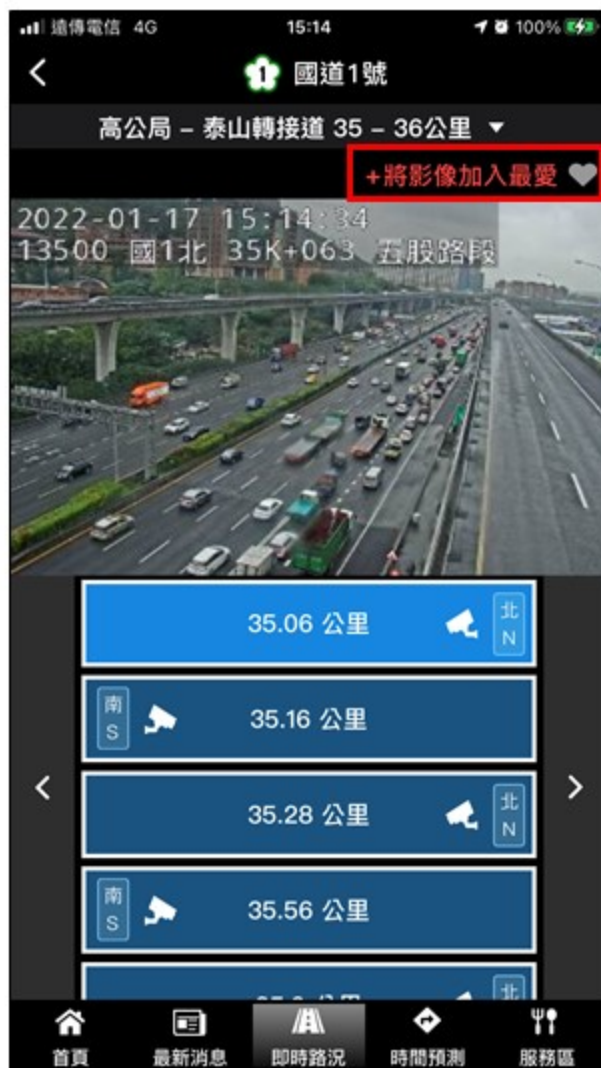 遠傳電信 4G 15:14 100%
1 國道1號
高公局 – 泰山轉接道 35 – 36公里
+將影像加入最愛
2022-01-17 15:14:34
13500 國1北 35K+063 五股路段
35.06 公里 北 N
南 S 35.16 公里
35.28 公里 北 N
南 S 35.56 公里
北
首頁 最新消息 即時路況 時間預測 服務區